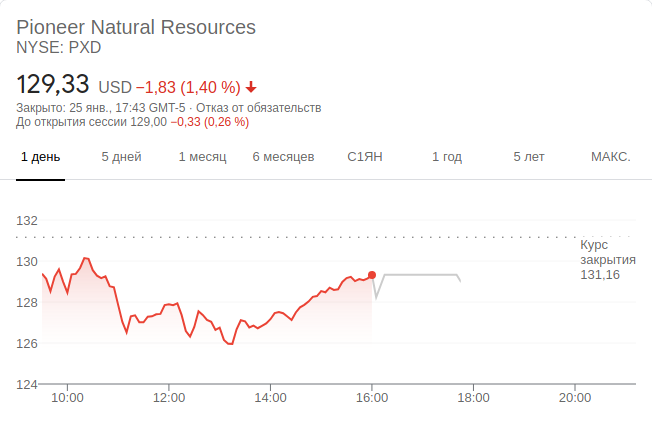 Pioneer Natural Resources
NYSE: PXD
129,33 USD −1,83 (1,40 %)
Закрыто: 25 янв., 17:43 GMT-5 · Отказ от обязательств
До открытия сессии 129,00 −0,33 (0,26 %)
1 день 5 дней 1 месяц 6 месяцев С1ЯН 1 год 5 лет МАКС.
132
130
128
126
124
Курс
закрытия
131,16
10:00 12:00 14:00 16:00 18:00 20:00